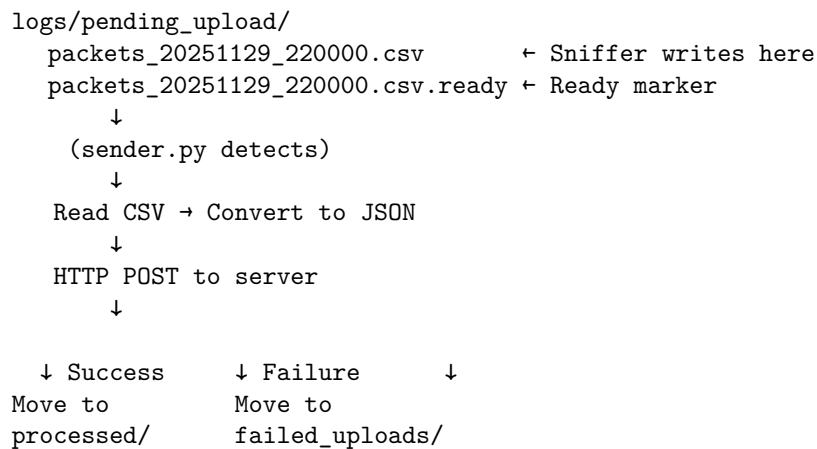 logs/pending_upload/
packets_20251129_220000.csv ← Sniffer writes here
packets_20251129_220000.csv.ready ← Ready marker
↓
(sender.py detects)
↓
Read CSV → Convert to JSON
↓
HTTP POST to server
↓
↓ Success ↓ Failure ↓
Move to Move to
processed/ failed_uploads/